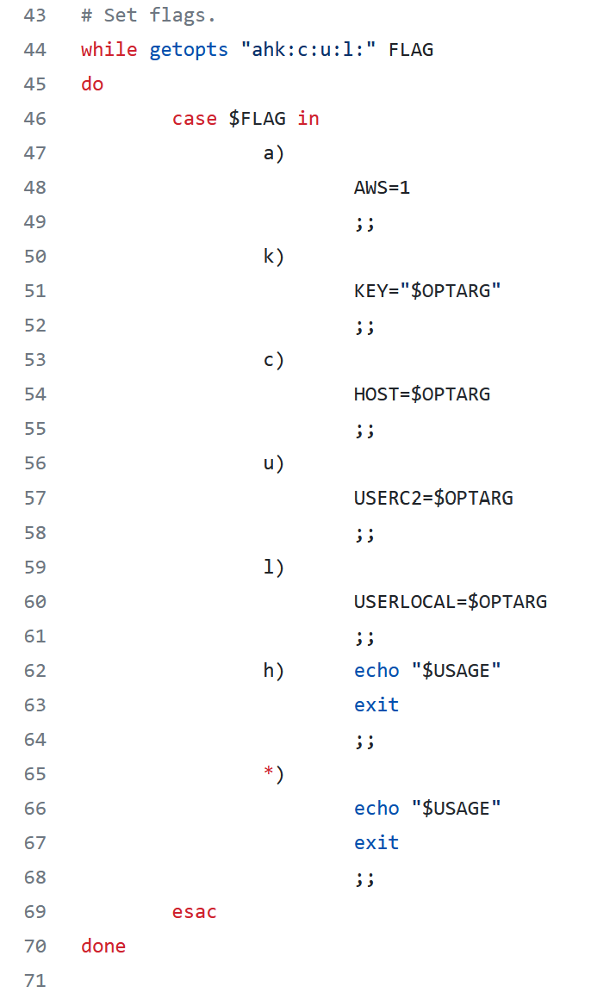 43 # Set flags.
44 while getopts "ahk:c:u:l:" FLAG
45 do
46 case $FLAG in
47 a)
48 AWS=1
49 ;;
50 k)
51 KEY="$OPTARG"
52 ;;
53 c)
54 HOST=$OPTARG
55 ;;
56 u)
57 USERC2=$OPTARG
58 ;;
59 l)
60 USERLOCAL=$OPTARG
61 ;;
62 h) echo "$USAGE"
63 exit
64 ;;
65 *)
66 echo "$USAGE"
67 exit
68 ;;
69 esac
70 done
71